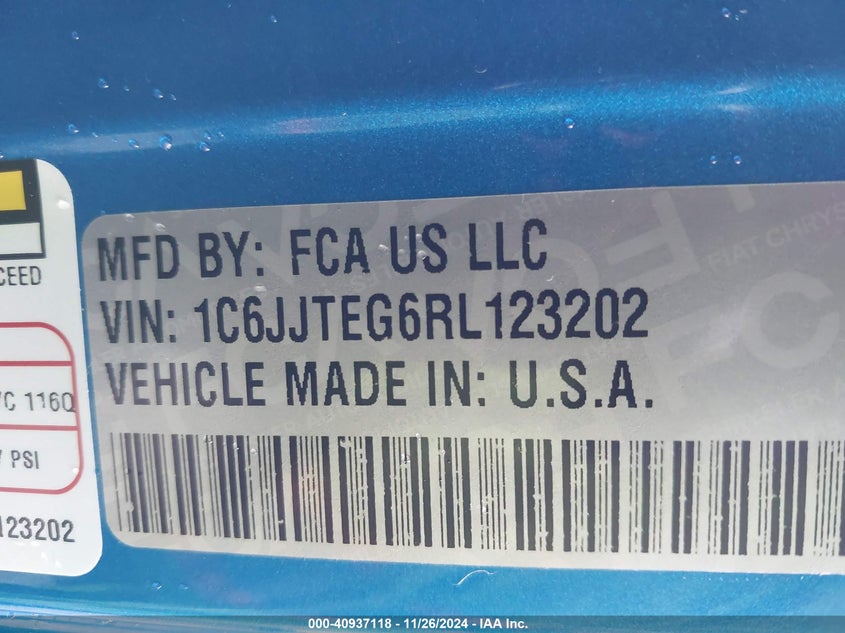 CEED
C 116Q
PSI
123202
MFD BY: FCA US LLC
VIN: 1C6JJTEG6RL123202
VEHICLE MADE IN: U.S.A.
000-40937118 - 11/26/2024 - IAA Inc.